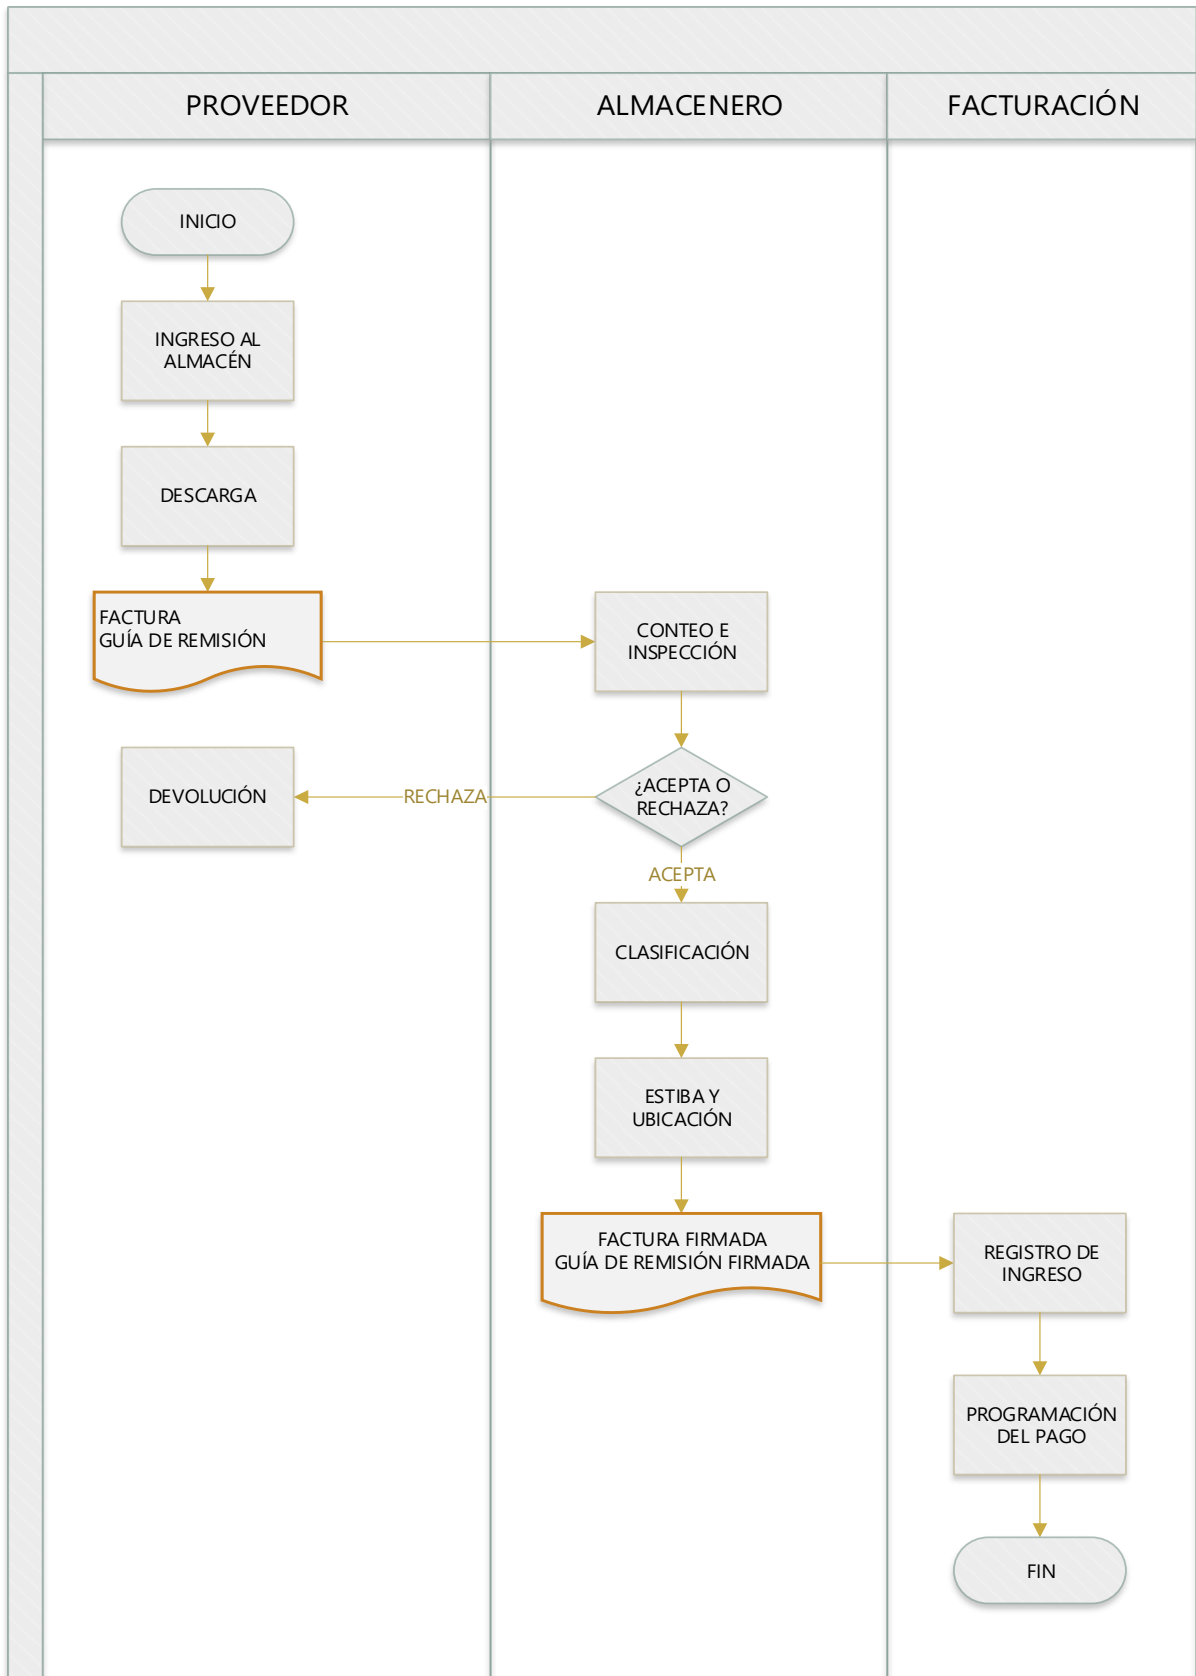 PROVEEDOR
ALMACENERO
FACTURACIÓN
INICIO
INGRESO AL
ALMACÉN
DESCARGA
FACTURA
GUÍA DE REMISIÓN
CONTEO E
INSPECCIÓN
DEVOLUCIÓN
RECHAZA
¿ACEPTA O
RECHAZA?
ACEPTA
CLASIFICACIÓN
ESTIBA Y
UBICACIÓN
FACTURA FIRMADA
GUÍA DE REMISIÓN FIRMADA
REGISTRO DE
INGRESO
PROGRAMACIÓN
DEL PAGO
FIN